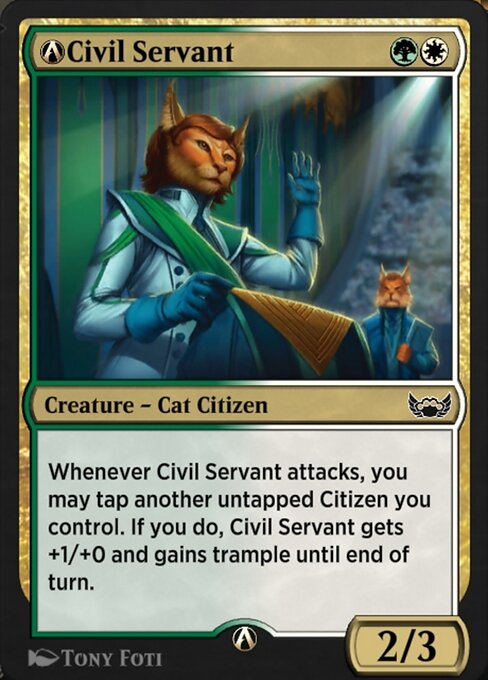 Civil Servant
Creature – Cat Citizen
Whenever Civil Servant attacks, you
may tap another untapped Citizen you
control. If you do, Civil Servant gets
+1/+0 and gains trample until end of
turn.
2/3
Tony Foti